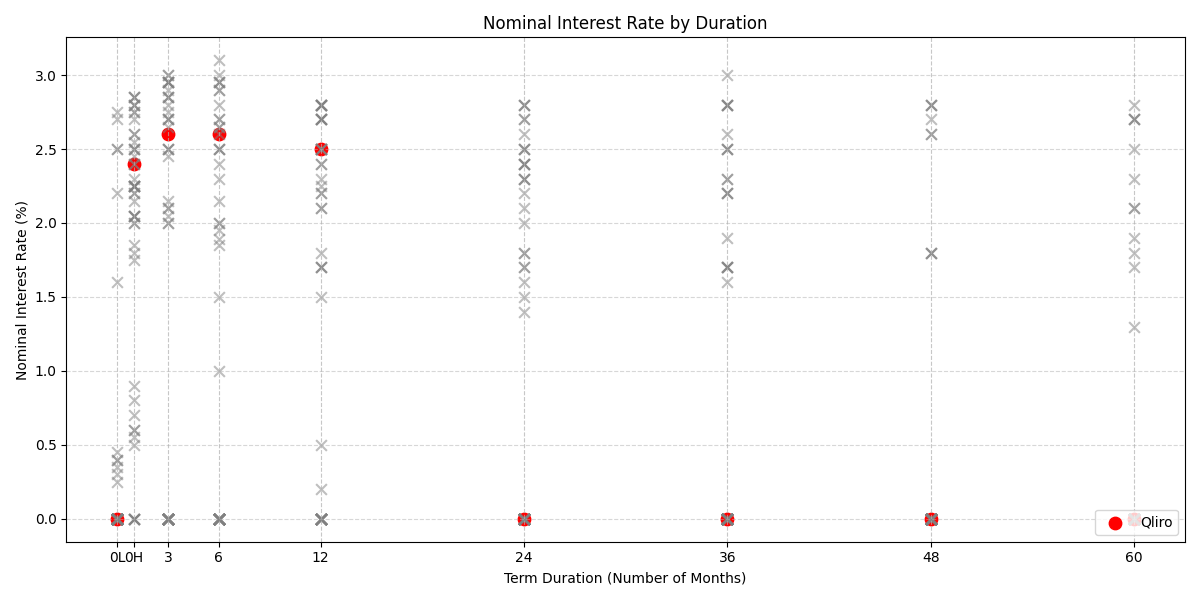 Nominal Interest Rate by Duration
Nominal Interest Rate (%)
3.0
2.5
2.0
1.5
1.0
0.5
0.0
0L0H 3 6 12 24 36 48 60
Term Duration (Number of Months)
Qliro